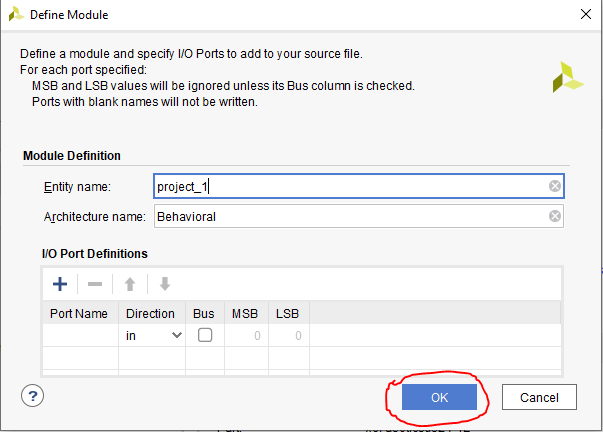 Define Module
Define a module and specify I/O Ports to add to your source file.
For each port specified:
MSB and LSB values will be ignored unless its Bus column is checked.
Ports with blank names will not be written.
Module Definition
Entity name: project_1
Architecture name: Behavioral
I/O Port Definitions
Port Name Direction Bus MSB LSB
in 0 0
? OK Cancel